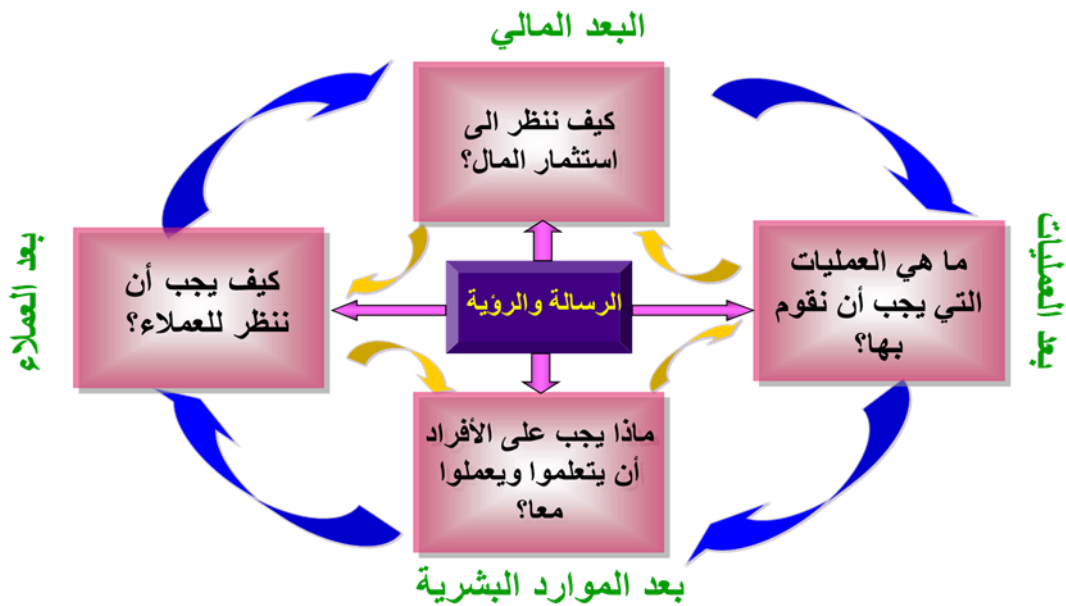 البعد المالي
كيف ننظر الى
استثمار المال؟
بعد العمليات
ما هي العمليات
التي يجب أن نقوم
بها؟
الرسالة والرؤية
كيف يجب أن
ننظر للعملاء؟
بعد العملاء
ماذا يجب على الأفراد
أن يتعلموا ويعملوا
معا؟
بعد الموارد البشرية